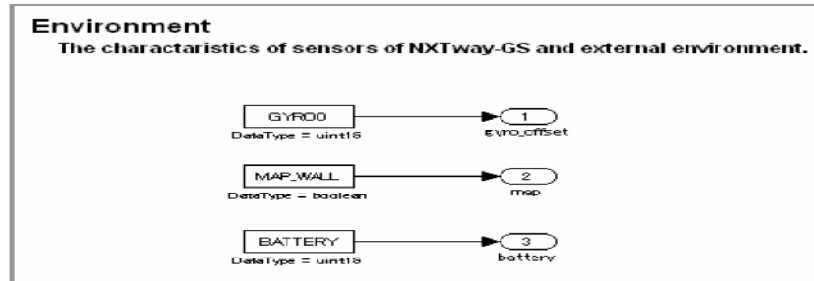 Environment
The charactaristics of sensors of NXTway-GS and external environment.
GYRO0
1
DataType = uint16
gyro_offset
MAP_WALL
2
DataType = boolean
map
BATTERY
3
DataType = uint16
battery